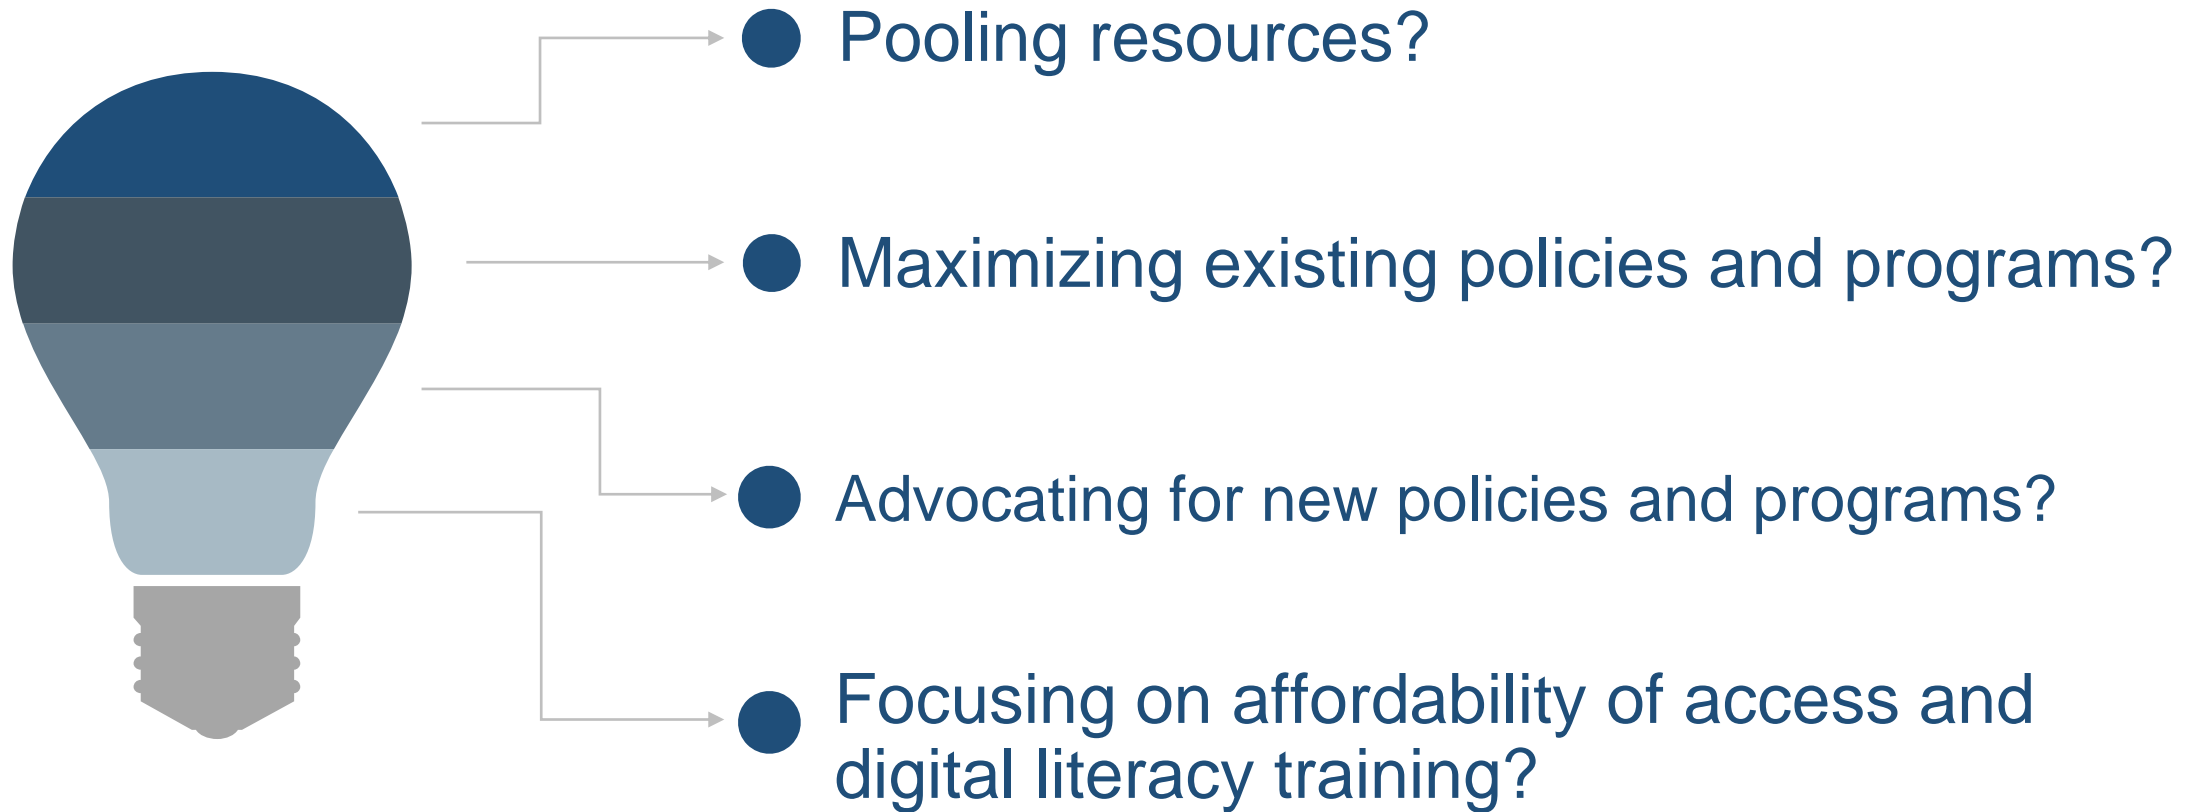 Pooling resources?
Maximizing existing policies and programs?
Advocating for new policies and programs?
Focusing on affordability of access and
digital literacy training?